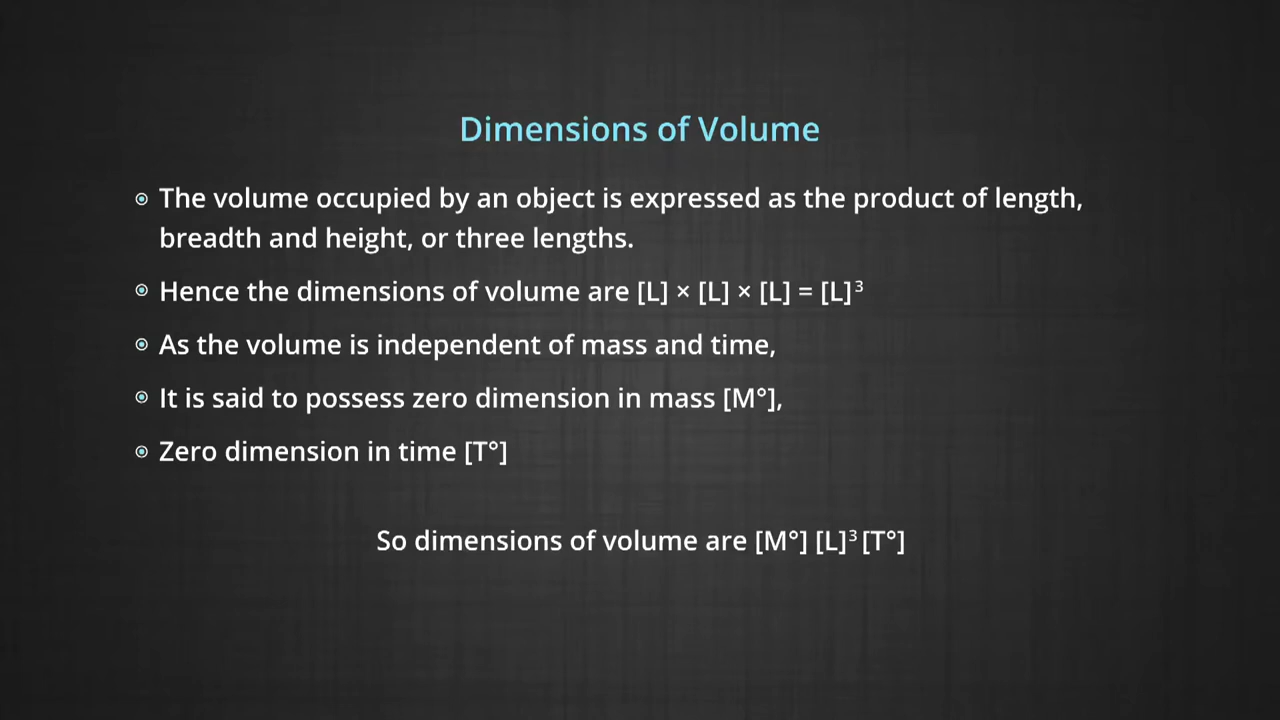 Dimensions of Volume
The volume occupied by an object is expressed as the product of length,
breadth and height, or three lengths.
Hence the dimensions of volume are [L] × [L] × [L] = [L]³
As the volume is independent of mass and time,
It is said to possess zero dimension in mass [M°],
Zero dimension in time [T°]
So dimensions of volume are [M°] [L]³ [T°]